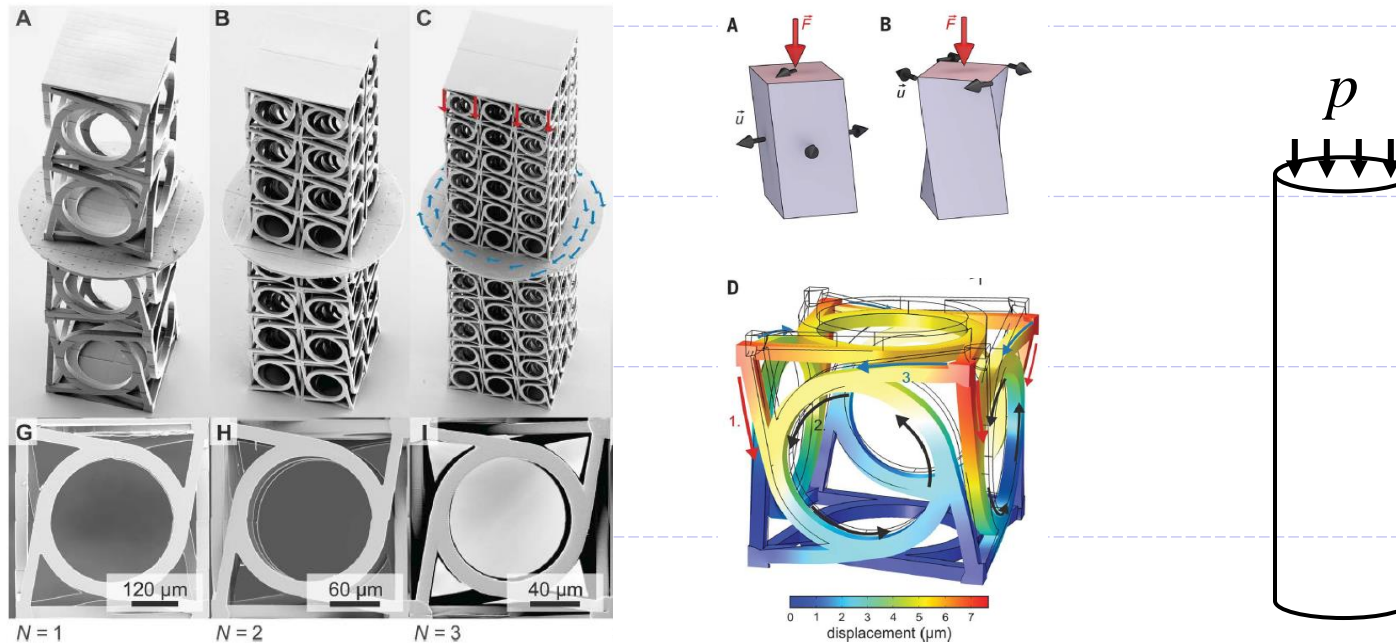 A B C
G H I
120 µm 60 µm 40 µm
N = 1 N = 2 N = 3
A B
F⃗ F⃗
u⃗ u⃗
D
1. 2. 3.
0 1 2 3 4 5 6 7
displacement (µm)
p